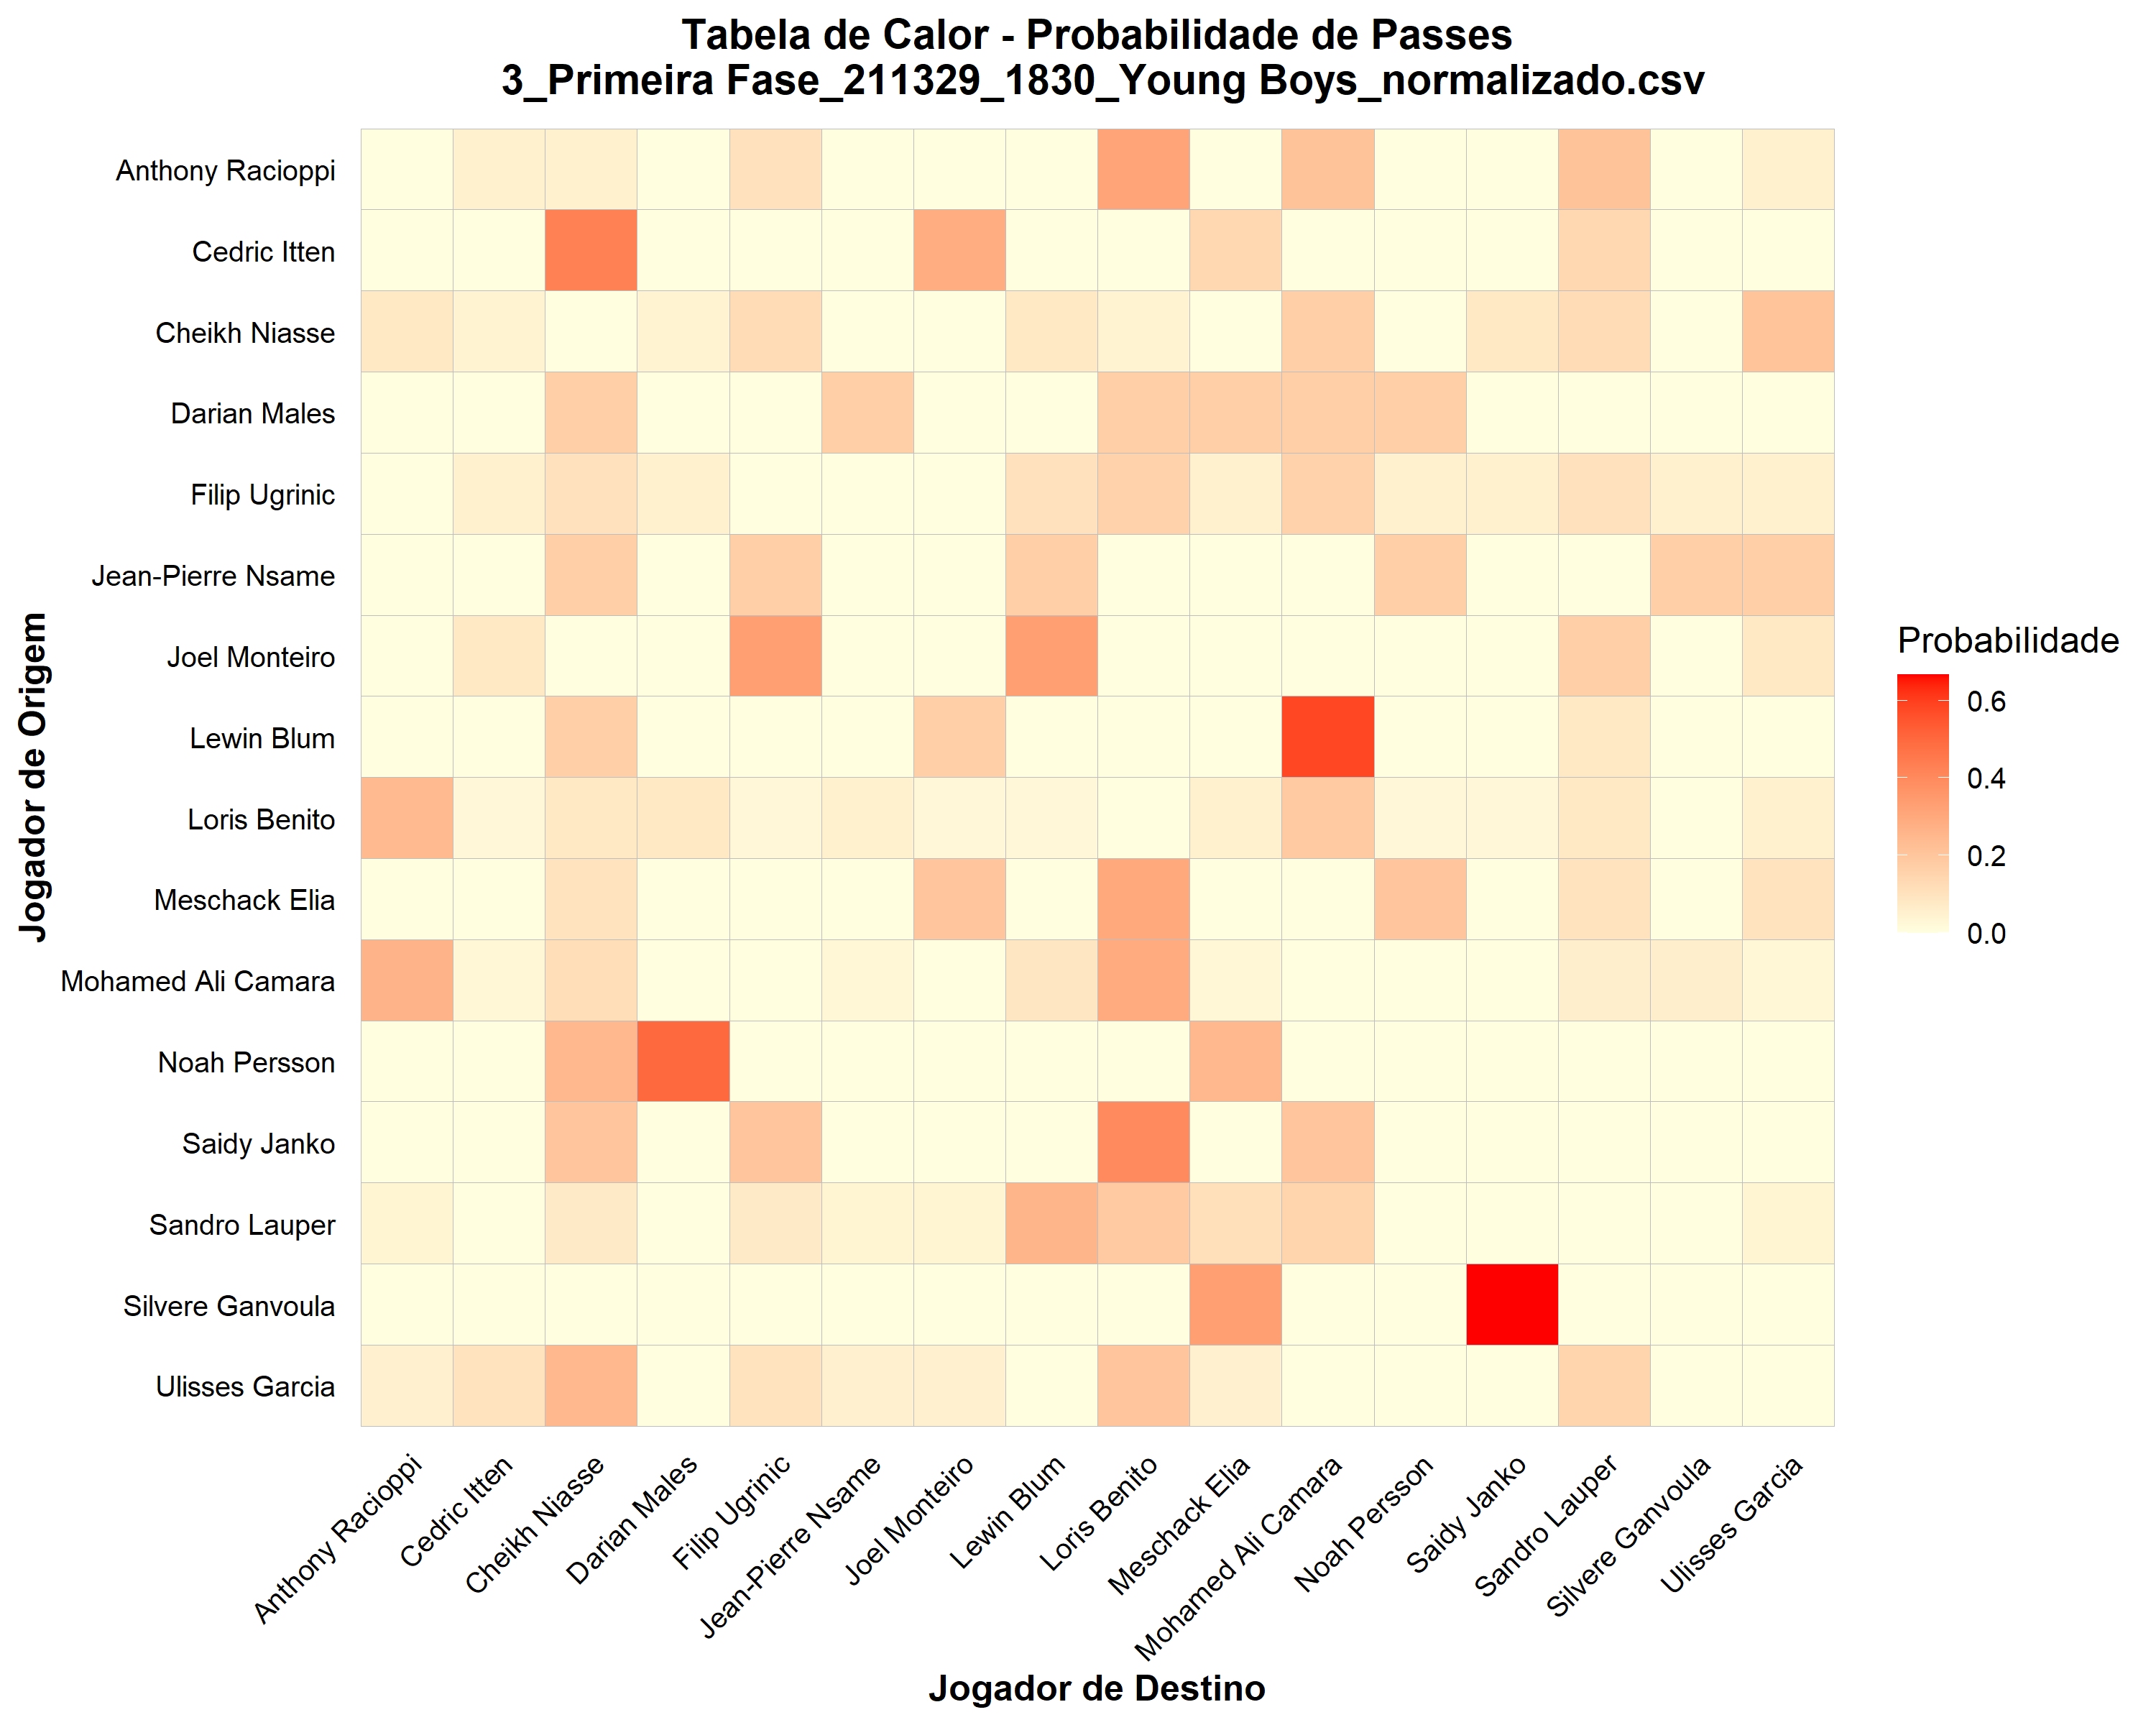 Tabela de Calor - Probabilidade de Passes
3_Primeira Fase_211329_1830_Young Boys_normalizado.csv
Jogador de Origem
Anthony Racioppi
Cedric Itten
Cheikh Niasse
Darian Males
Filip Ugrinic
Jean-Pierre Nsame
Joel Monteiro
Lewin Blum
Loris Benito
Meschack Elia
Mohamed Ali Camara
Noah Persson
Saidy Janko
Sandro Lauper
Silvere Ganvoula
Ulisses Garcia
Probabilidade
0.6
0.4
0.2
0.0
Anthony Racioppi
Cedric Itten
Cheikh Niasse
Darian Males
Filip Ugrinic
Jean-Pierre Nsame
Joel Monteiro
Lewin Blum
Loris Benito
Meschack Elia
Mohamed Ali Camara
Noah Persson
Saidy Janko
Sandro Lauper
Silvere Ganvoula
Ulisses Garcia
Jogador de Destino